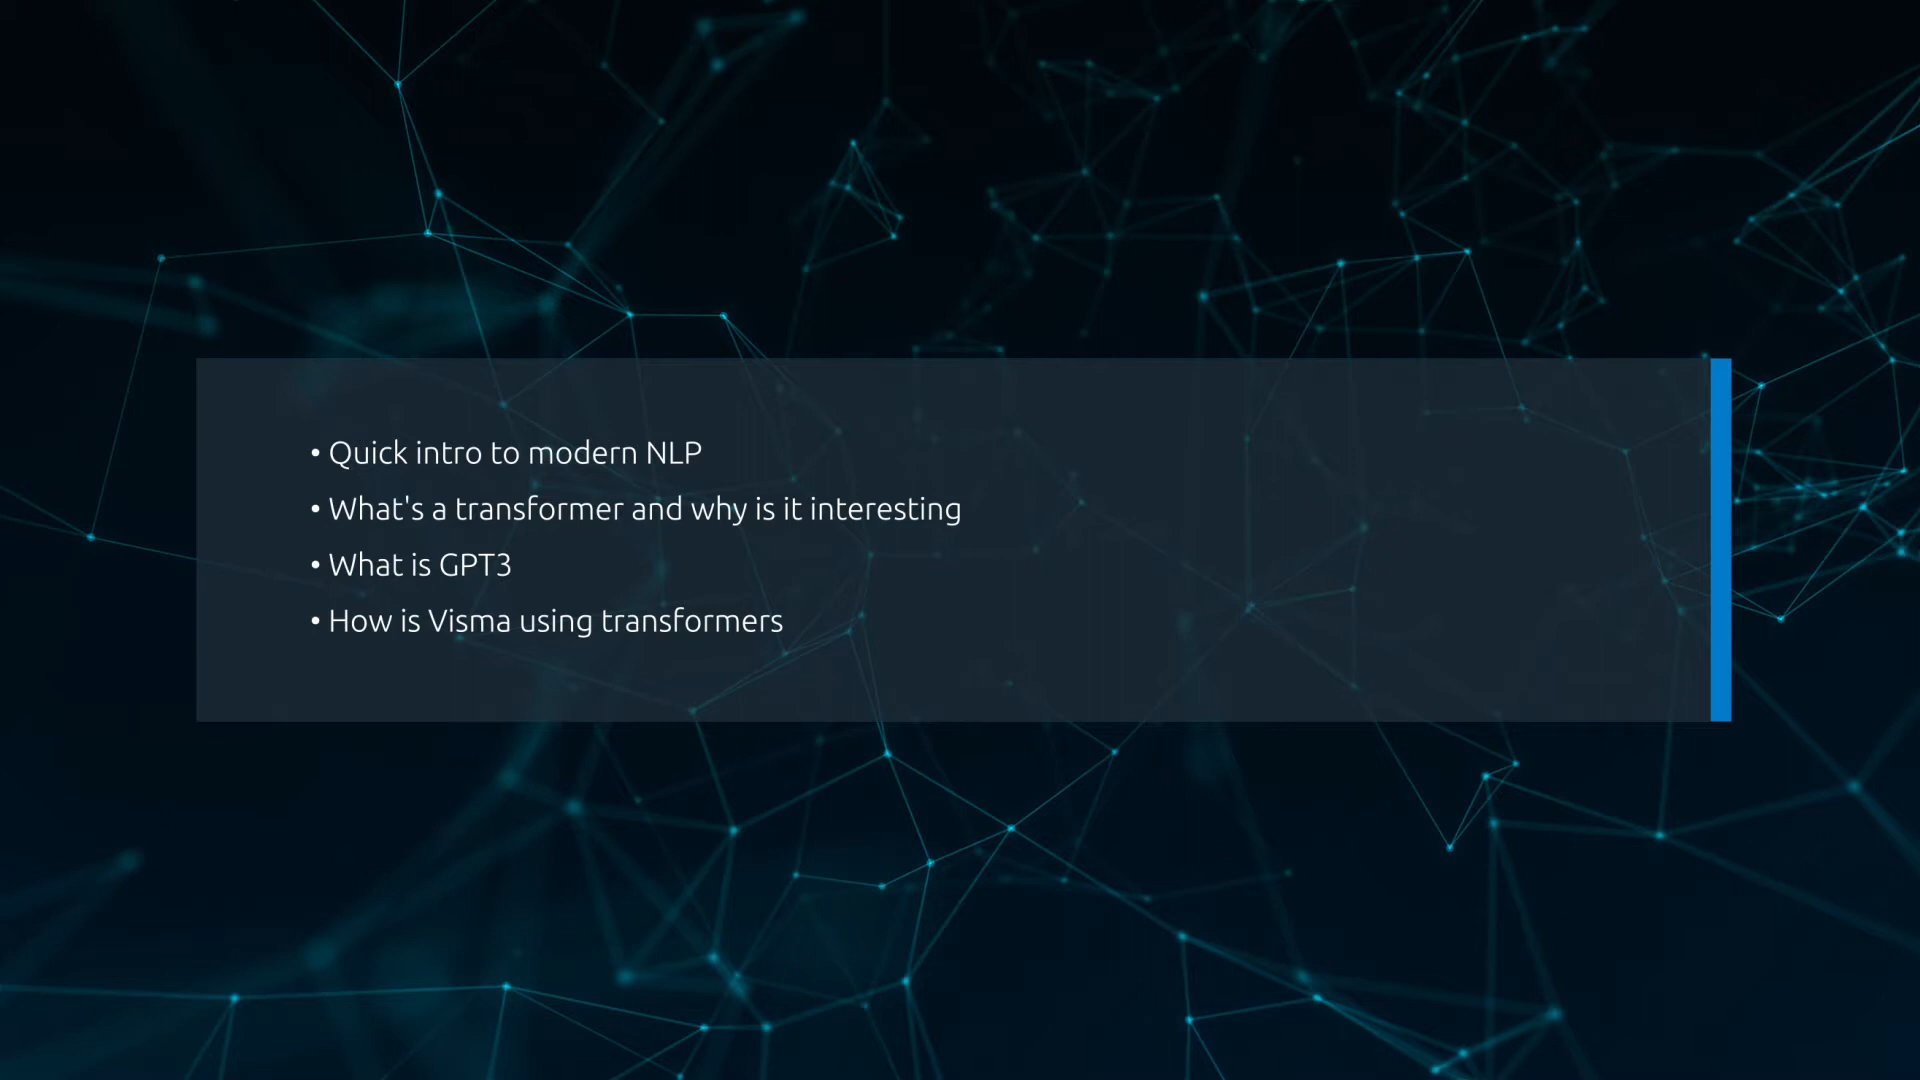 • Quick intro to modern NLP
• What's a transformer and why is it interesting
• What is GPT3
• How is Visma using transformers